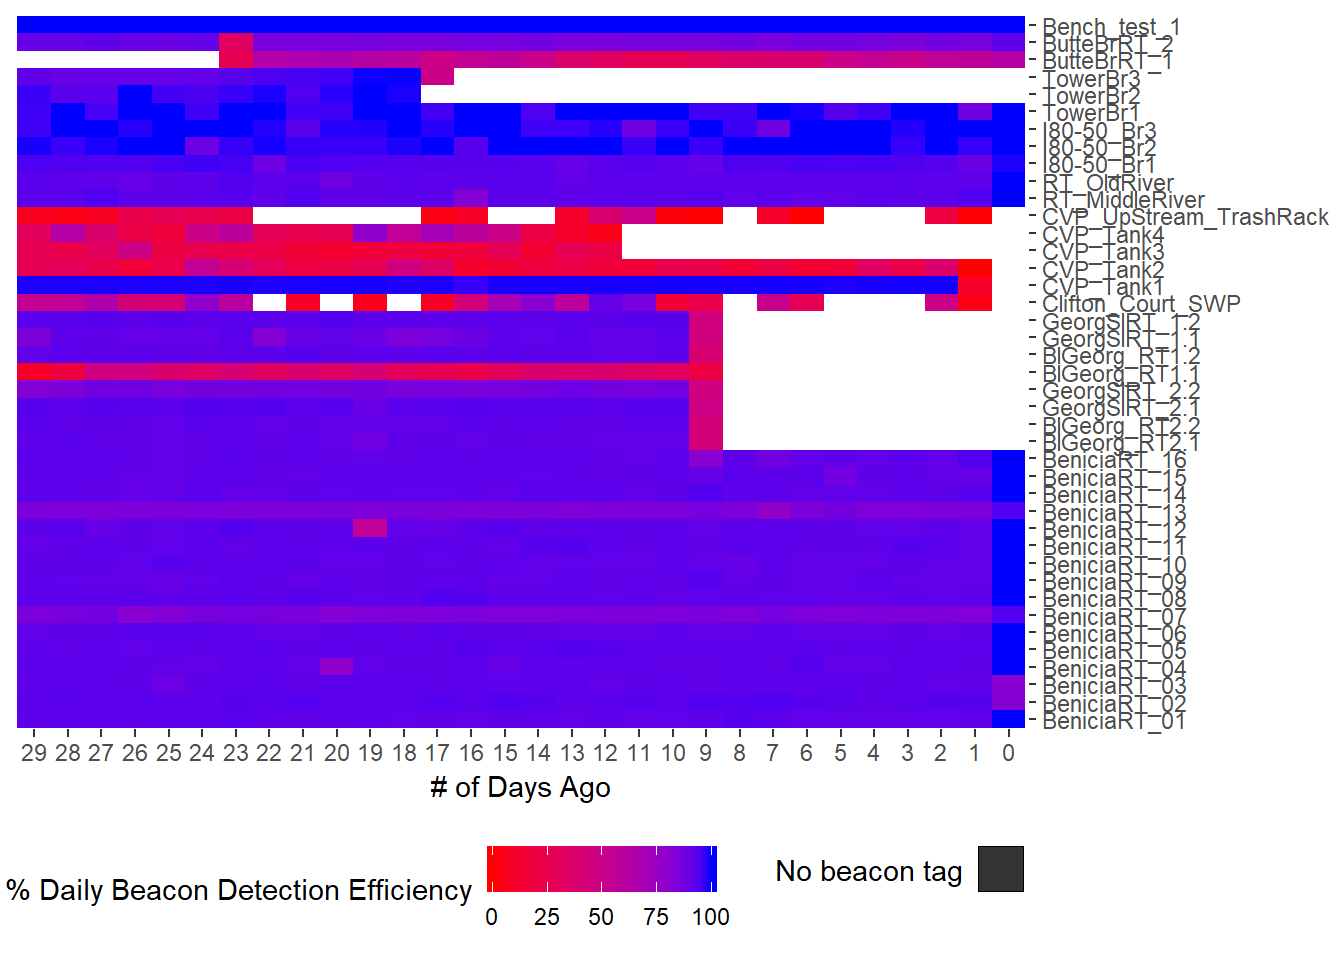 Bench_test_1
ButteBrRT_2
ButteBrRT_1
TowerBr3
TowerBr2
TowerBr1
I80-50_Br3
I80-50_Br2
I80-50_Br1
RT_OldRiver
RT_MiddleRiver
CVP_UpStream_TrashRack
CVP_Tank4
CVP_Tank3
CVP_Tank2
CVP_Tank1
Clifton_Court_SWP
GeorgSlRT_1.2
GeorgSlRT_1.1
BlGeorg_RT1.2
BlGeorg_RT1.1
GeorgSlRT_2.2
GeorgSlRT_2.1
BlGeorg_RT2.2
BlGeorg_RT2.1
BeniciaRT_16
BeniciaRT_15
BeniciaRT_14
BeniciaRT_13
BeniciaRT_12
BeniciaRT_11
BeniciaRT_10
BeniciaRT_09
BeniciaRT_08
BeniciaRT_07
BeniciaRT_06
BeniciaRT_05
BeniciaRT_04
BeniciaRT_03
BeniciaRT_02
BeniciaRT_01
29 28 27 26 25 24 23 22 21 20 19 18 17 16 15 14 13 12 11 10 9 8 7 6 5 4 3 2 1 0
# of Days Ago
% Daily Beacon Detection Efficiency
0 25 50 75 100
No beacon tag